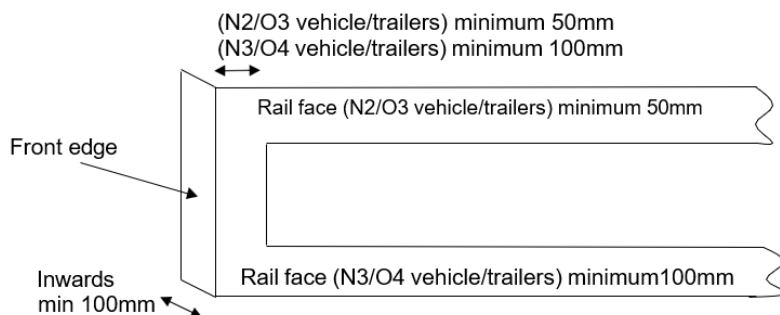 (N2/O3 vehicle/trailers) minimum 50mm
(N3/O4 vehicle/trailers) minimum 100mm
Rail face (N2/O3 vehicle/trailers) minimum 50mm
Front edge
Rail face (N3/O4 vehicle/trailers) minimum100mm
Inwards
min 100mm